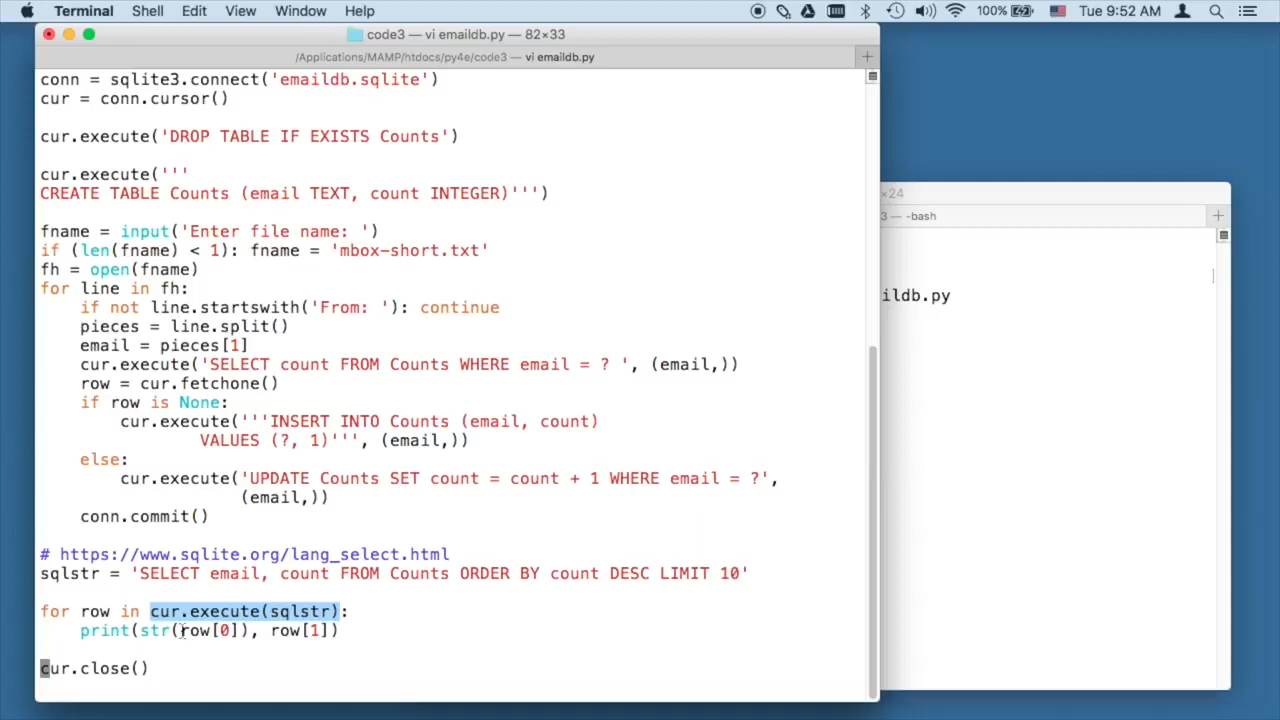 Terminal Shell Edit View Window Help 100% Tue 9:52 AM
code3 — vi emaildb.py — 82×33
/Applications/MAMP/htdocs/py4e/code3 — vi emaildb.py
conn = sqlite3.connect('emaildb.sqlite')
cur = conn.cursor()
cur.execute('DROP TABLE IF EXISTS Counts')
cur.execute('''
CREATE TABLE Counts (email TEXT, count INTEGER)''')
fname = input('Enter file name: ')
if (len(fname) < 1): fname = 'mbox-short.txt'
fh = open(fname)
for line in fh:
    if not line.startswith('From: '): continue
    pieces = line.split()
    email = pieces[1]
    cur.execute('SELECT count FROM Counts WHERE email = ? ', (email,))
    row = cur.fetchone()
    if row is None:
        cur.execute('''INSERT INTO Counts (email, count)
                VALUES (?, 1)''', (email,))
    else:
        cur.execute('UPDATE Counts SET count = count + 1 WHERE email = ?',
                    (email,))
    conn.commit()
# https://www.sqlite.org/lang_select.html
sqlstr = 'SELECT email, count FROM Counts ORDER BY count DESC LIMIT 10'
for row in cur.execute(sqlstr):
    print(str(row[0]), row[1])
cur.close()
×24
3 — -bash
ildb.py